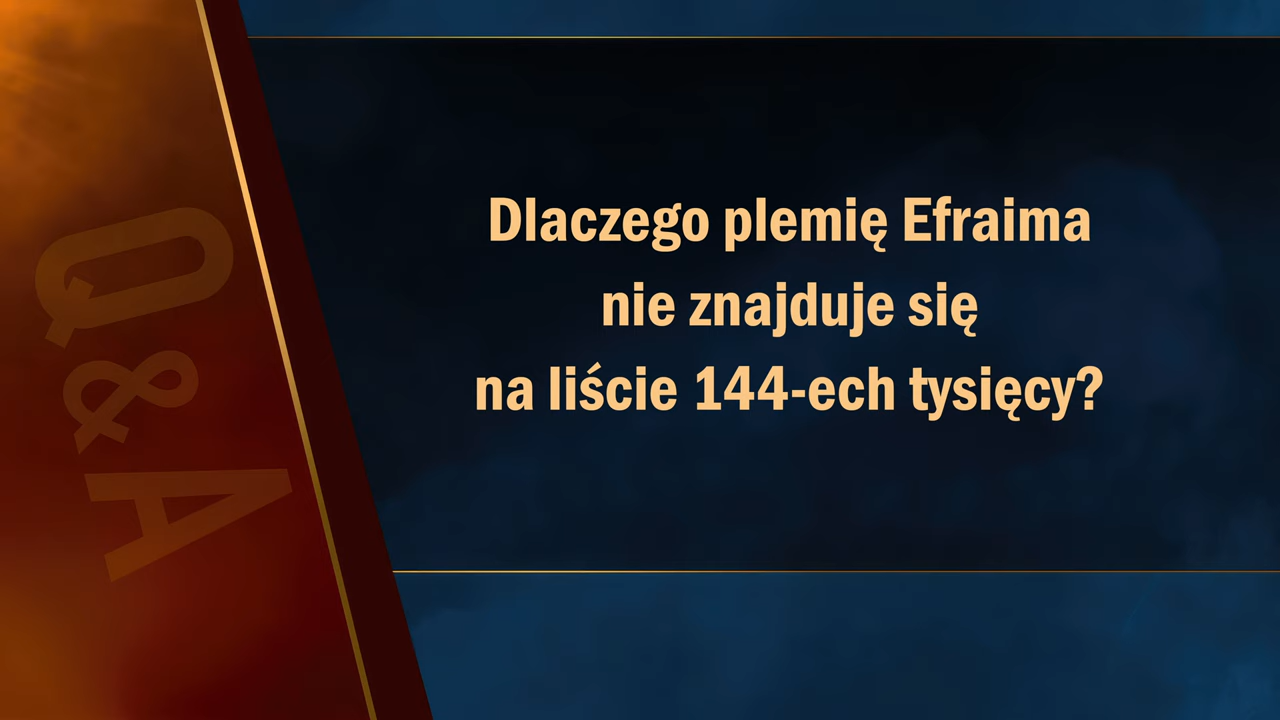 Q & A
Dlaczego plemię Efraima
nie znajduje się
na liście 144-ech tysięcy?